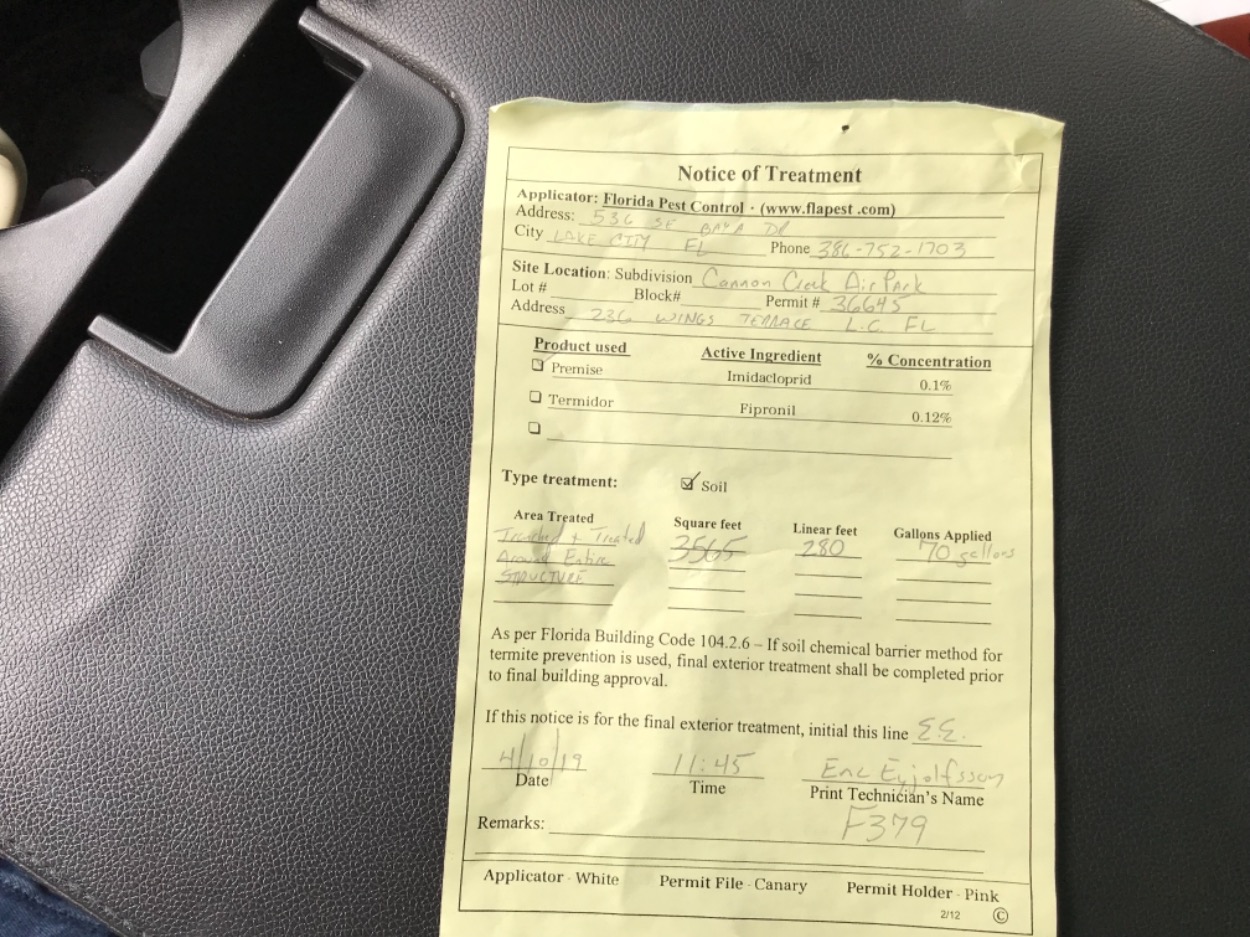 Notice of Treatment
Applicator: Florida Pest Control · (www.flapest .com)
Address: 536 SE BAYA DR
City LAKE CITY FL Phone 386-752-1703
Site Location: Subdivision Cannon Creek Air Park
Lot # Block# Permit # 36645
Address 236 WINGS TERRACE L.C. FL
Product used Active Ingredient % Concentration
Premise Imidacloprid 0.1%
Termidor Fipronil 0.12%
Type treatment: Soil
Area Treated Square feet Linear feet Gallons Applied
Trenched + Treated 3565 280 70 gallons
Around Entire
STRUCTURE
As per Florida Building Code 104.2.6 – If soil chemical barrier method for
termite prevention is used, final exterior treatment shall be completed prior
to final building approval.
If this notice is for the final exterior treatment, initial this line E.E.
4/10/19 11:45 Eric Eyjolfsson
Date Time Print Technician's Name
Remarks: F379
Applicator - White Permit File - Canary Permit Holder - Pink
2/12 ©